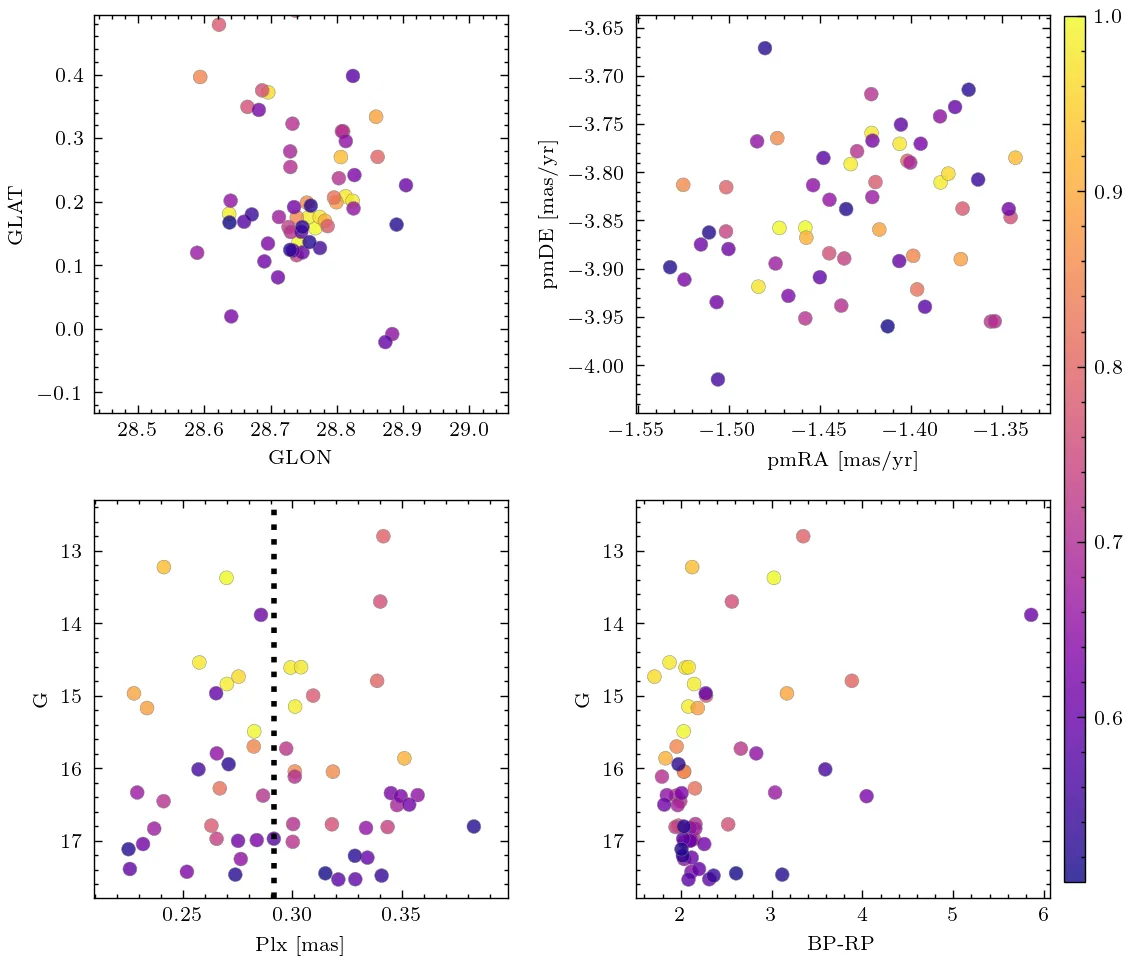 0.4
0.3
0.2
0.1
0.0
−0.1
GLAT
28.5 28.6 28.7 28.8 28.9 29.0
GLON
−3.65
−3.70
−3.75
−3.80
−3.85
−3.90
−3.95
−4.00
pmDE [mas/yr]
−1.55 −1.50 −1.45 −1.40 −1.35
pmRA [mas/yr]
1.0
0.9
0.8
0.7
0.6
13
14
15
16
17
G
0.25 0.30 0.35
Plx [mas]
13
14
15
16
17
G
2 3 4 5 6
BP-RP